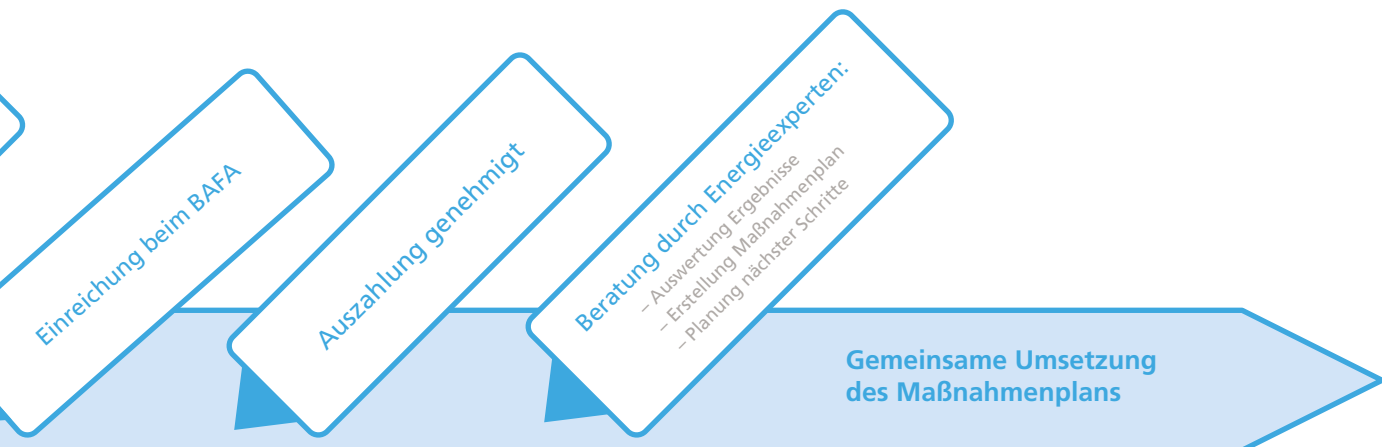 Einreichung beim BAFA
Auszahlung genehmigt
Beratung durch Energieexperten:
– Auswertung Ergebnisse
– Erstellung Maßnahmenplan
– Planung nächster Schritte
Gemeinsame Umsetzung
des Maßnahmenplans